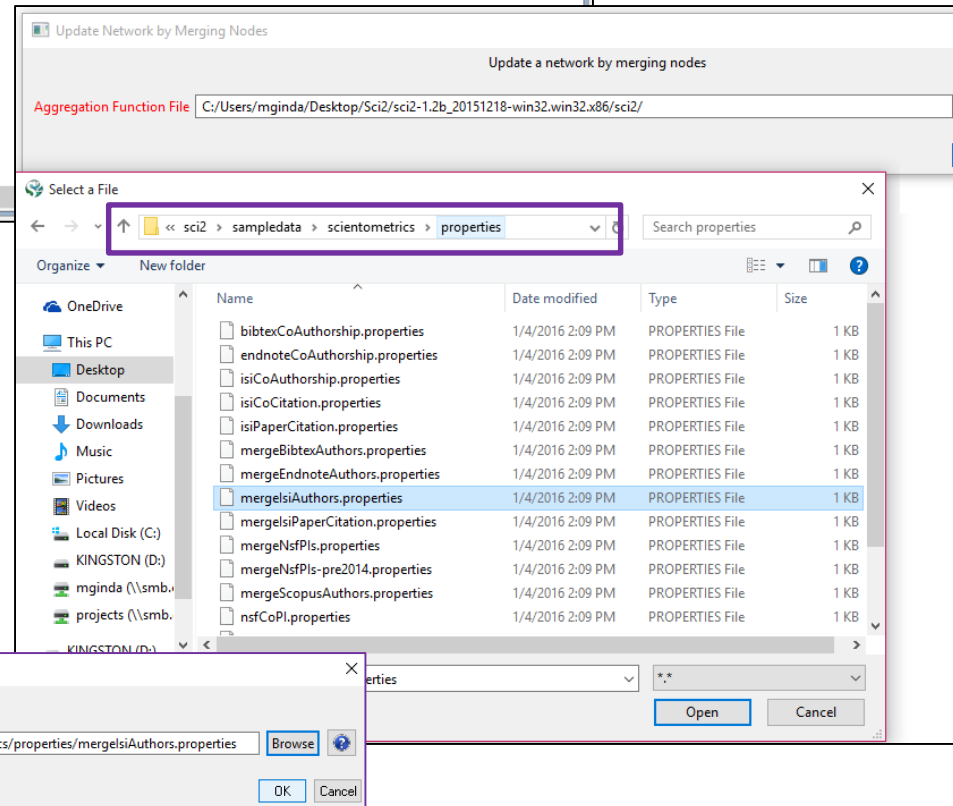 Update Network by Merging Nodes
Update a network by merging nodes
Aggregation Function File C:/Users/mginda/Desktop/Sci2/sci2-1.2b_20151218-win32.win32.x86/sci2/
Select a File
« sci2 > sampledata > scientometrics > properties
Search properties
Organize New folder
Name Date modified Type Size
OneDrive
This PC
Desktop
Documents
Downloads
Music
Pictures
Videos
Local Disk (C:)
KINGSTON (D:)
mginda (\\smb.
projects (\\smb.
KINGSTON (D:)
bibtexCoAuthorship.properties 1/4/2016 2:09 PM PROPERTIES File 1 KB
endnoteCoAuthorship.properties 1/4/2016 2:09 PM PROPERTIES File 1 KB
isiCoAuthorship.properties 1/4/2016 2:09 PM PROPERTIES File 1 KB
isiCoCitation.properties 1/4/2016 2:09 PM PROPERTIES File 1 KB
isiPaperCitation.properties 1/4/2016 2:09 PM PROPERTIES File 1 KB
mergeBibtexAuthors.properties 1/4/2016 2:09 PM PROPERTIES File 1 KB
mergeEndnoteAuthors.properties 1/4/2016 2:09 PM PROPERTIES File 1 KB
mergeIsiAuthors.properties 1/4/2016 2:09 PM PROPERTIES File 1 KB
mergeIsiPaperCitation.properties 1/4/2016 2:09 PM PROPERTIES File 1 KB
mergeNsfPIs.properties 1/4/2016 2:09 PM PROPERTIES File 1 KB
mergeNsfPIs-pre2014.properties 1/4/2016 2:09 PM PROPERTIES File 1 KB
mergeScopusAuthors.properties 1/4/2016 2:09 PM PROPERTIES File 1 KB
nsfCoPI.properties 1/4/2016 2:09 PM PROPERTIES File 1 KB
erties *.*
Open Cancel
cs/properties/mergeIsiAuthors.properties Browse
OK Cancel